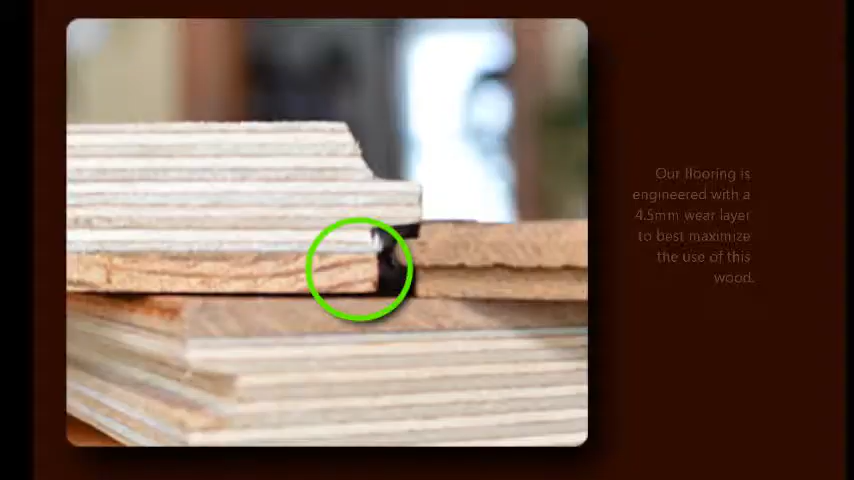 Our flooring is
engineered with a
4.5mm wear layer
to best maximize
the use of this
wood.